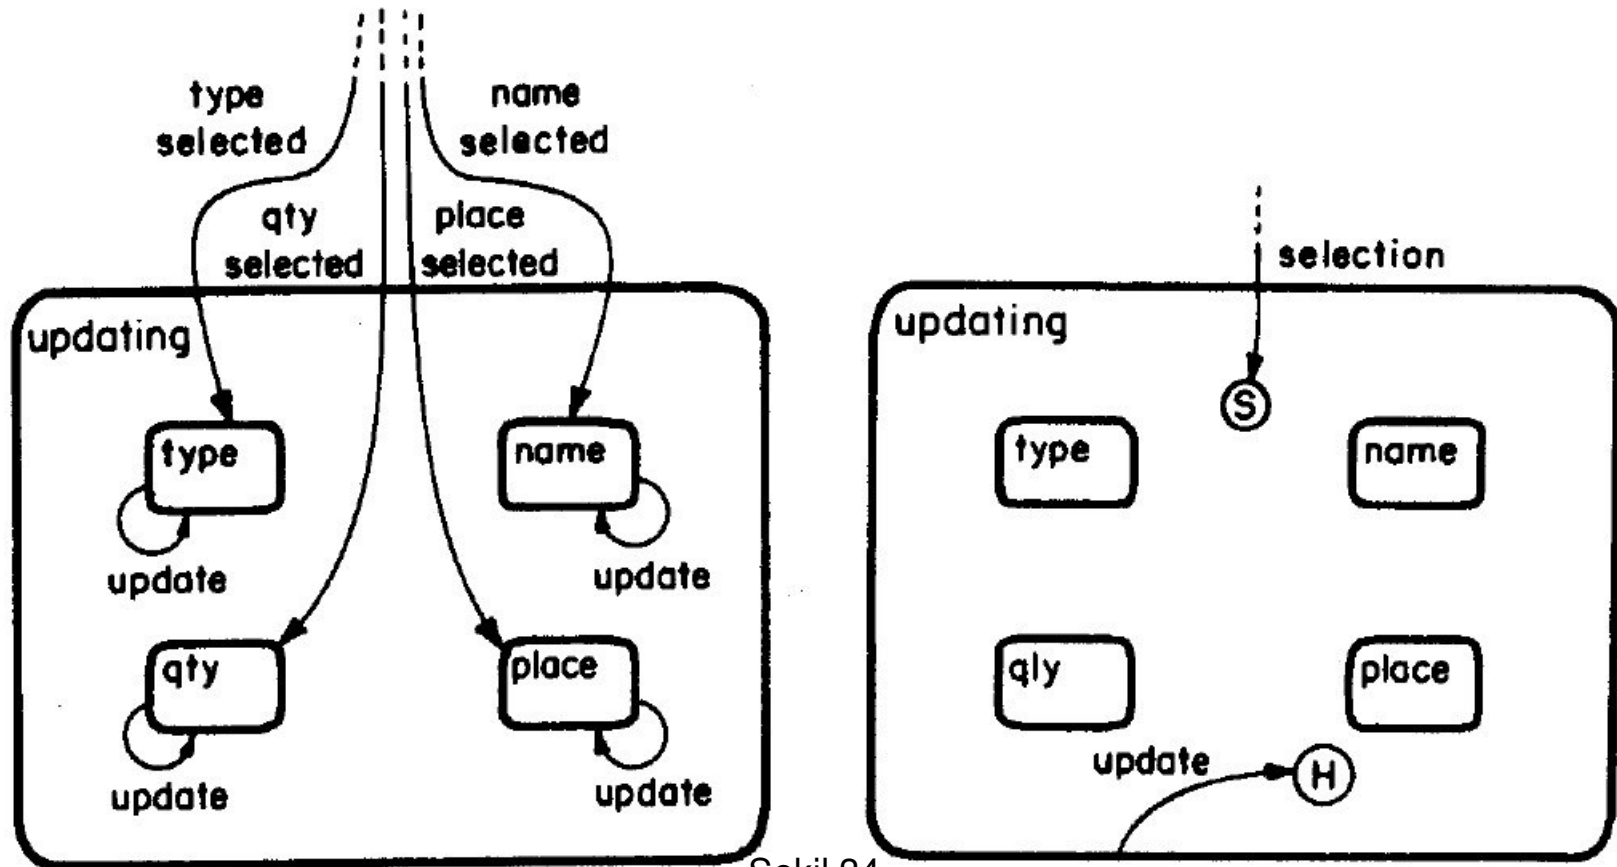 type
selected
name
selected
qty
selected
place
selected
updating
type
name
update
update
qty
place
update
update
selection
updating
S
type
name
qly
place
update
H
Sekil 24